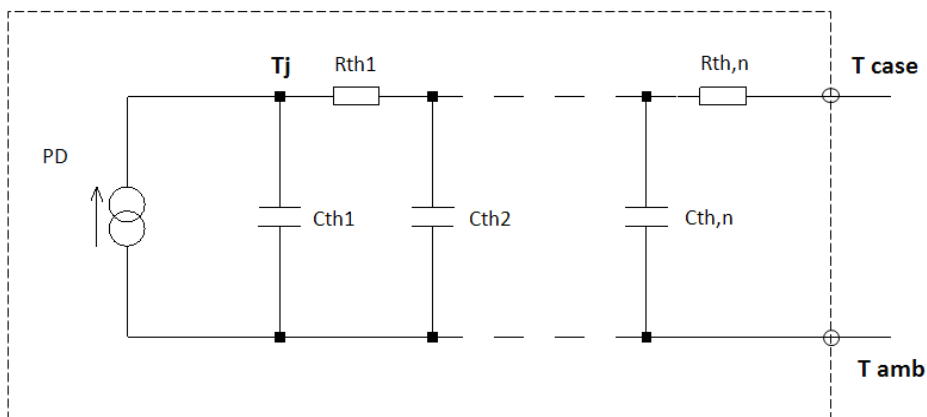 Tj
Rth1
Rth,n
T case
PD
Cth1
Cth2
Cth,n
T amb